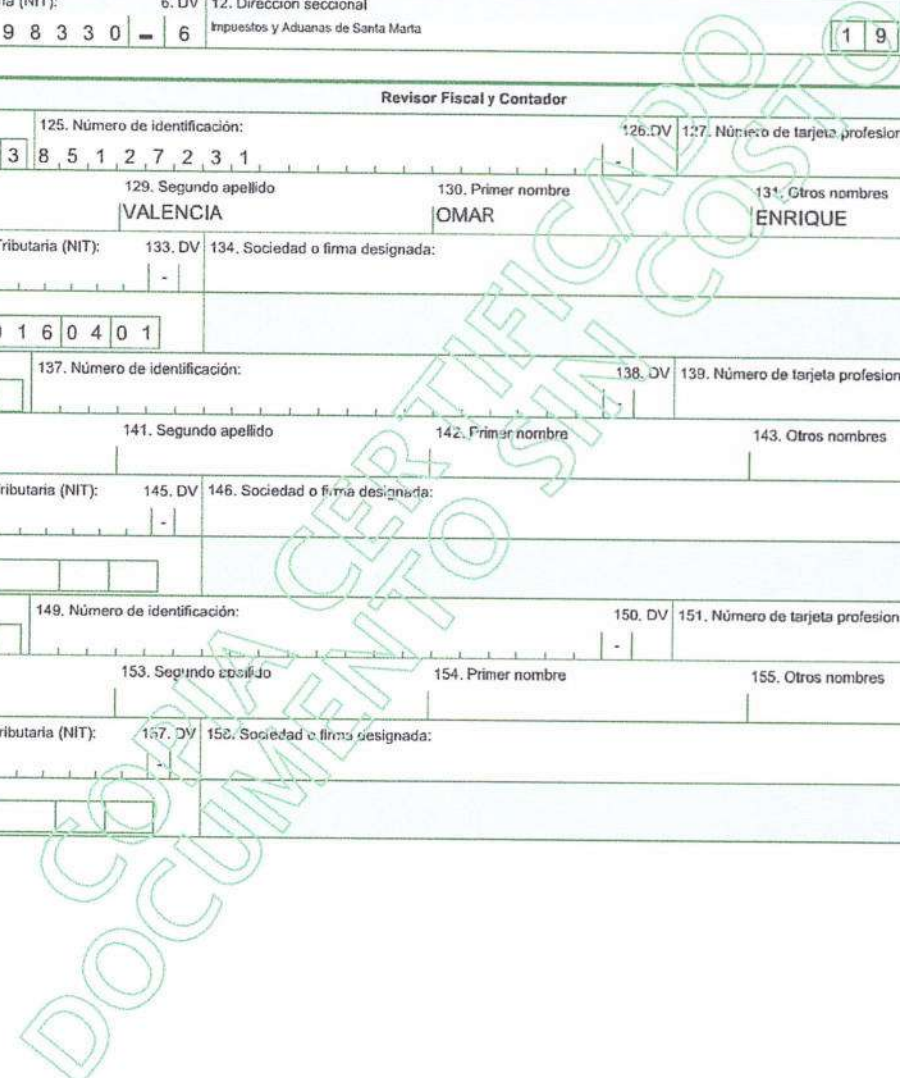 (NIT): 6. DV 12. Dirección seccional
9 8 3 3 0 - 6 Impuestos y Aduanas de Santa Marta 1 9
Revisor Fiscal y Contador
125. Número de identificación: 126. DV 127. Número de tarjeta profesion
3 8 5 1 2 7 2 3 1 -
129. Segundo apellido 130. Primer nombre 131. Otros nombres
VALENCIA OMAR ENRIQUE
Tributaria (NIT): 133. DV 134. Sociedad o firma designada:
-
1 6 0 4 0 1
137. Número de identificación: 138. DV 139. Número de tarjeta profesion
-
141. Segundo apellido 142. Primer nombre 143. Otros nombres
ributaria (NIT): 145. DV 146. Sociedad o firma designada:
-
149. Número de identificación: 150. DV 151. Número de tarjeta profesion
-
153. Segundo apellido 154. Primer nombre 155. Otros nombres
ributaria (NIT): 157. DV 158. Sociedad o firma designada:
-
COPIA CERTIFICADO
DOCUMENTO SIN COSTO